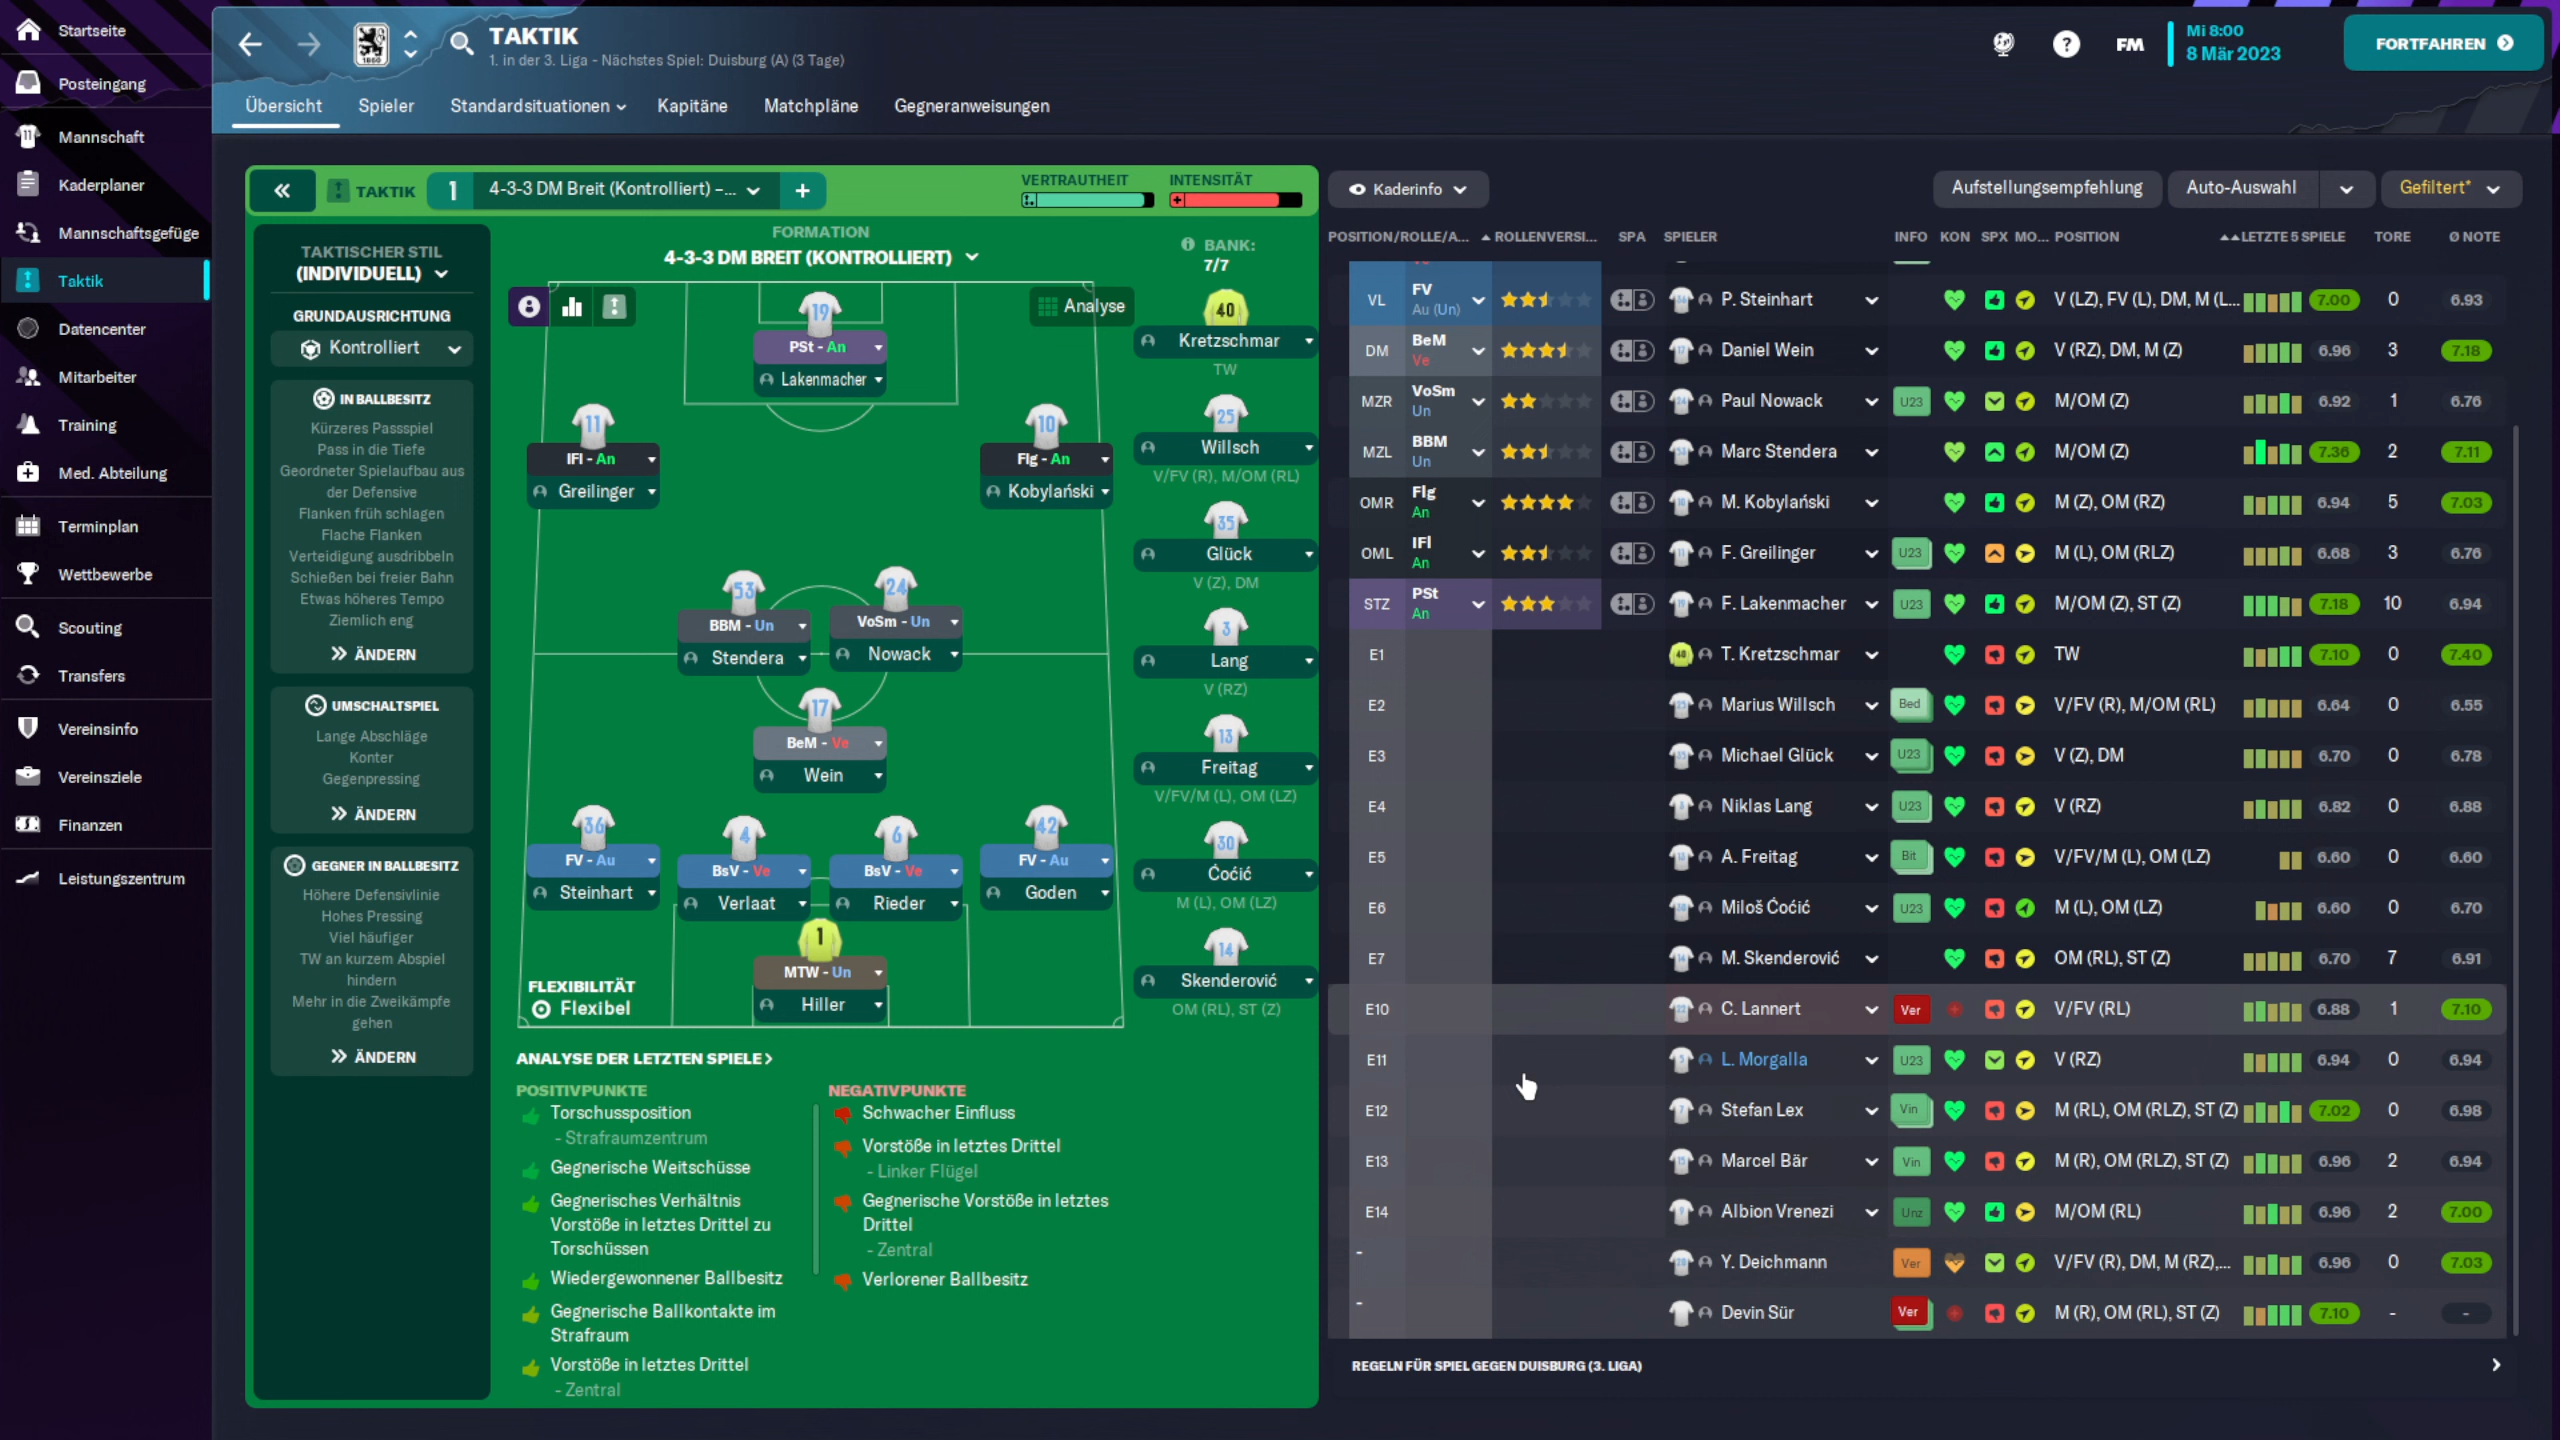 Startseite
Posteingang
Mannschaft
Kaderplaner
Mannschaftsgefüge
Taktik
Datencenter
Mitarbeiter
Training
Med. Abteilung
Terminplan
Wettbewerbe
Scouting
Transfers
Vereinsinfo
Vereinsziele
Finanzen
Leistungszentrum
TAKTIK
1. in der 3. Liga - Nächstes Spiel: Duisburg (A) (3 Tage)
FM
Mi 8:00
8 Mär 2023
FORTFAHREN
Übersicht Spieler Standardsituationen Kapitäne Matchpläne Gegneranweisungen
TAKTIK 1 4-3-3 DM Breit (Kontrolliert) –... +
VERTRAUTHEIT INTENSITÄT
TAKTISCHER STIL
(INDIVIDUELL)
GRUNDAUSRICHTUNG
Kontrolliert
IN BALLBESITZ
Kürzeres Passspiel
Pass in die Tiefe
Geordneter Spielaufbau aus
der Defensive
Flanken früh schlagen
Flache Flanken
Verteidigung ausdribbeln
Schießen bei freier Bahn
Etwas höheres Tempo
Ziemlich eng
ÄNDERN
UMSCHALTSPIEL
Lange Abschläge
Konter
Gegenpressing
ÄNDERN
GEGNER IN BALLBESITZ
Höhere Defensivlinie
Hohes Pressing
Viel häufiger
TW an kurzem Abspiel
hindern
Mehr in die Zweikämpfe
gehen
ÄNDERN
FORMATION
4-3-3 DM BREIT (KONTROLLIERT)
Analyse
19
PSt - An
Lakenmacher
11
IFl - An
Greilinger
10
Flg - An
Kobylański
53
BBM - Un
Stendera
24
VoSm - Un
Nowack
17
BeM - Ve
Wein
36
FV - Au
Steinhart
4
BsV - Ve
Verlaat
6
BsV - Ve
Rieder
42
FV - Au
Goden
1
MTW - Un
Hiller
FLEXIBILITÄT
Flexibel
BANK:
7/7
40
Kretzschmar
TW
25
Willsch
V/FV (R), M/OM (RL)
35
Glück
V (Z), DM
3
Lang
V (RZ)
13
Freitag
V/FV/M (L), OM (LZ)
30
Ćoćić
M (L), OM (LZ)
14
Skenderović
OM (RL), ST (Z)
ANALYSE DER LETZTEN SPIELE
POSITIVPUNKTE
Torschussposition
- Strafraumzentrum
Gegnerische Weitschüsse
Gegnerisches Verhältnis
Vorstöße in letztes Drittel zu
Torschüssen
Wiedergewonnener Ballbesitz
Gegnerische Ballkontakte im
Strafraum
Vorstöße in letztes Drittel
- Zentral
NEGATIVPUNKTE
Schwacher Einfluss
Vorstöße in letztes Drittel
- Linker Flügel
Gegnerische Vorstöße in letztes
Drittel
- Zentral
Verlorener Ballbesitz
Kaderinfo Aufstellungsempfehlung Auto-Auswahl Gefiltert*
POSITION/ROLLE/A... ROLLENVERSI... SPA SPIELER INFO KON SPX MO... POSITION LETZTE 5 SPIELE TORE Ø NOTE
VL FV Au (Un) P. Steinhart V (LZ), FV (L), DM, M (L... 7.00 0 6.93
DM BeM Ve Daniel Wein V (RZ), DM, M (Z) 6.96 3 7.18
MZR VoSm Un Paul Nowack U23 M/OM (Z) 6.92 1 6.76
MZL BBM Un Marc Stendera M/OM (Z) 7.36 2 7.11
OMR Flg An M. Kobylański M (Z), OM (RZ) 6.94 5 7.03
OML IFl An F. Greilinger U23 M (L), OM (RLZ) 6.68 3 6.76
STZ PSt An F. Lakenmacher U23 M/OM (Z), ST (Z) 7.18 10 6.94
E1 T. Kretzschmar TW 7.10 0 7.40
E2 Marius Willsch Bed V/FV (R), M/OM (RL) 6.64 0 6.55
E3 Michael Glück U23 V (Z), DM 6.70 0 6.78
E4 Niklas Lang U23 V (RZ) 6.82 0 6.88
E5 A. Freitag Bit V/FV/M (L), OM (LZ) 6.60 0 6.60
E6 Miloš Ćoćić U23 M (L), OM (LZ) 6.60 0 6.70
E7 M. Skenderović OM (RL), ST (Z) 6.70 7 6.91
E10 C. Lannert Ver V/FV (RL) 6.88 1 7.10
E11 L. Morgalla U23 V (RZ) 6.94 0 6.94
E12 Stefan Lex Vin M (RL), OM (RLZ), ST (Z) 7.02 0 6.98
E13 Marcel Bär Vin M (R), OM (RLZ), ST (Z) 6.96 2 6.94
E14 Albion Vrenezi Unz M/OM (RL) 6.96 2 7.00
- Y. Deichmann Ver V/FV (R), DM, M (RZ),... 6.96 0 7.03
- Devin Sür Ver M (R), OM (RL), ST (Z) 7.10 - -
REGELN FÜR SPIEL GEGEN DUISBURG (3. LIGA)